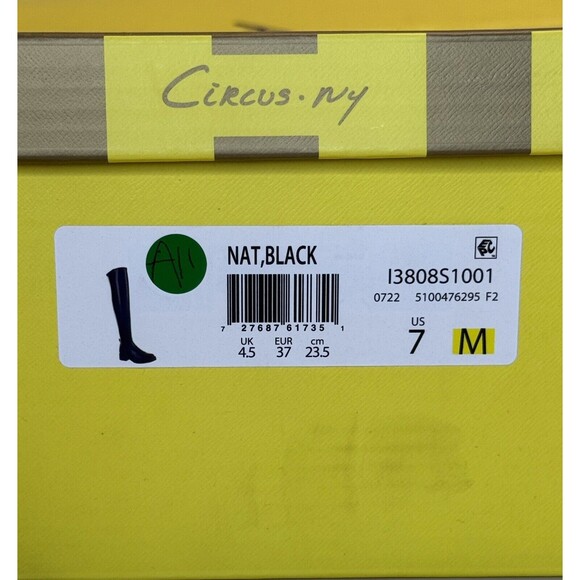 Circus·ny
NAT,BLACK
I3808S1001
0722 5100476295 F2
7 27687 61735 1
UK EUR cm
4.5 37 23.5
US
7 M